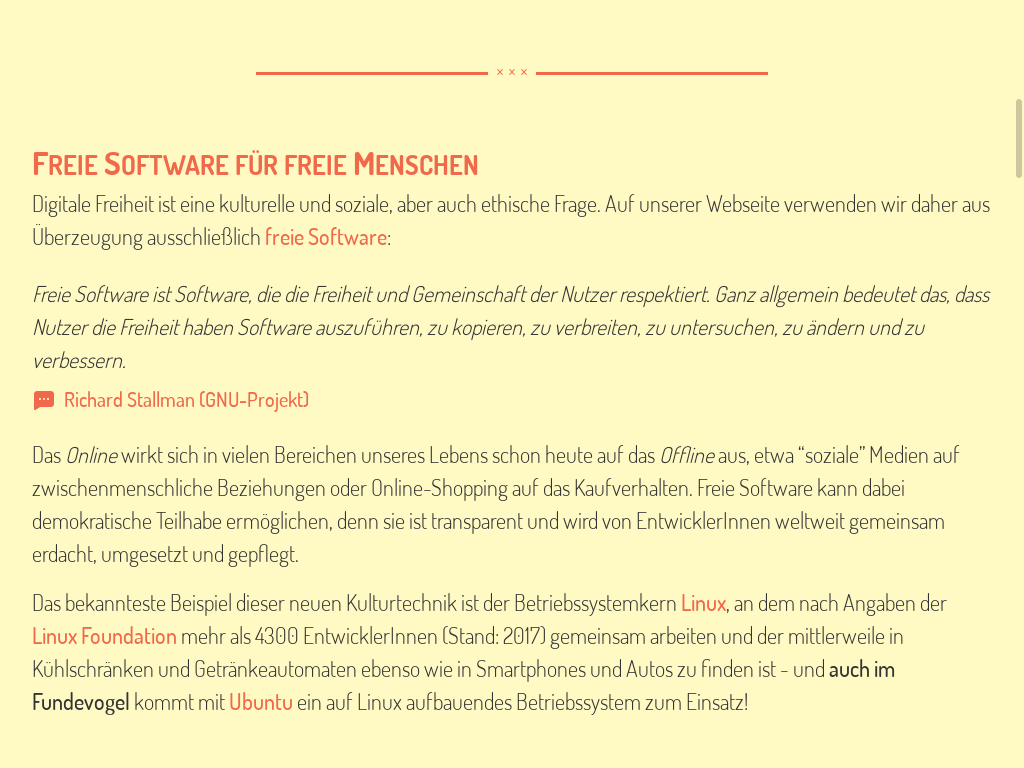 × × ×
Freie Software für freie Menschen
Digitale Freiheit ist eine kulturelle und soziale, aber auch ethische Frage. Auf unserer Webseite verwenden wir daher aus
Überzeugung ausschließlich freie Software:
Freie Software ist Software, die die Freiheit und Gemeinschaft der Nutzer respektiert. Ganz allgemein bedeutet das, dass
Nutzer die Freiheit haben Software auszuführen, zu kopieren, zu verbreiten, zu untersuchen, zu ändern und zu
verbessern.
Richard Stallman (GNU-Projekt)
Das Online wirkt sich in vielen Bereichen unseres Lebens schon heute auf das Offline aus, etwa “soziale” Medien auf
zwischenmenschliche Beziehungen oder Online-Shopping auf das Kaufverhalten. Freie Software kann dabei
demokratische Teilhabe ermöglichen, denn sie ist transparent und wird von EntwicklerInnen weltweit gemeinsam
erdacht, umgesetzt und gepflegt.
Das bekannteste Beispiel dieser neuen Kulturtechnik ist der Betriebssystemkern Linux, an dem nach Angaben der
Linux Foundation mehr als 4300 EntwicklerInnen (Stand: 2017) gemeinsam arbeiten und der mittlerweile in
Kühlschränken und Getränkeautomaten ebenso wie in Smartphones und Autos zu finden ist - und auch im
Fundevogel kommt mit Ubuntu ein auf Linux aufbauendes Betriebssystem zum Einsatz!